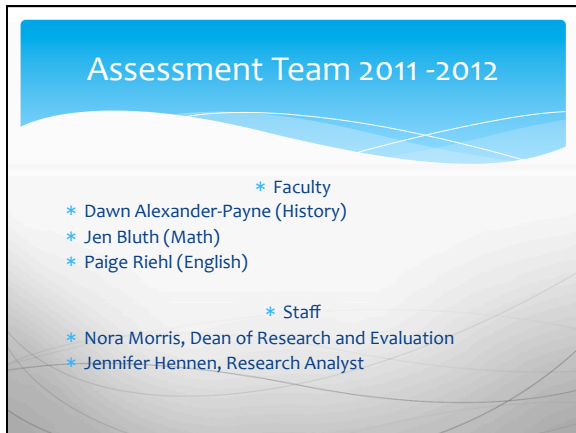 Assessment Team 2011 -2012
* Faculty
* Dawn Alexander-Payne (History)
* Jen Bluth (Math)
* Paige Riehl (English)
* Staff
* Nora Morris, Dean of Research and Evaluation
* Jennifer Hennen, Research Analyst